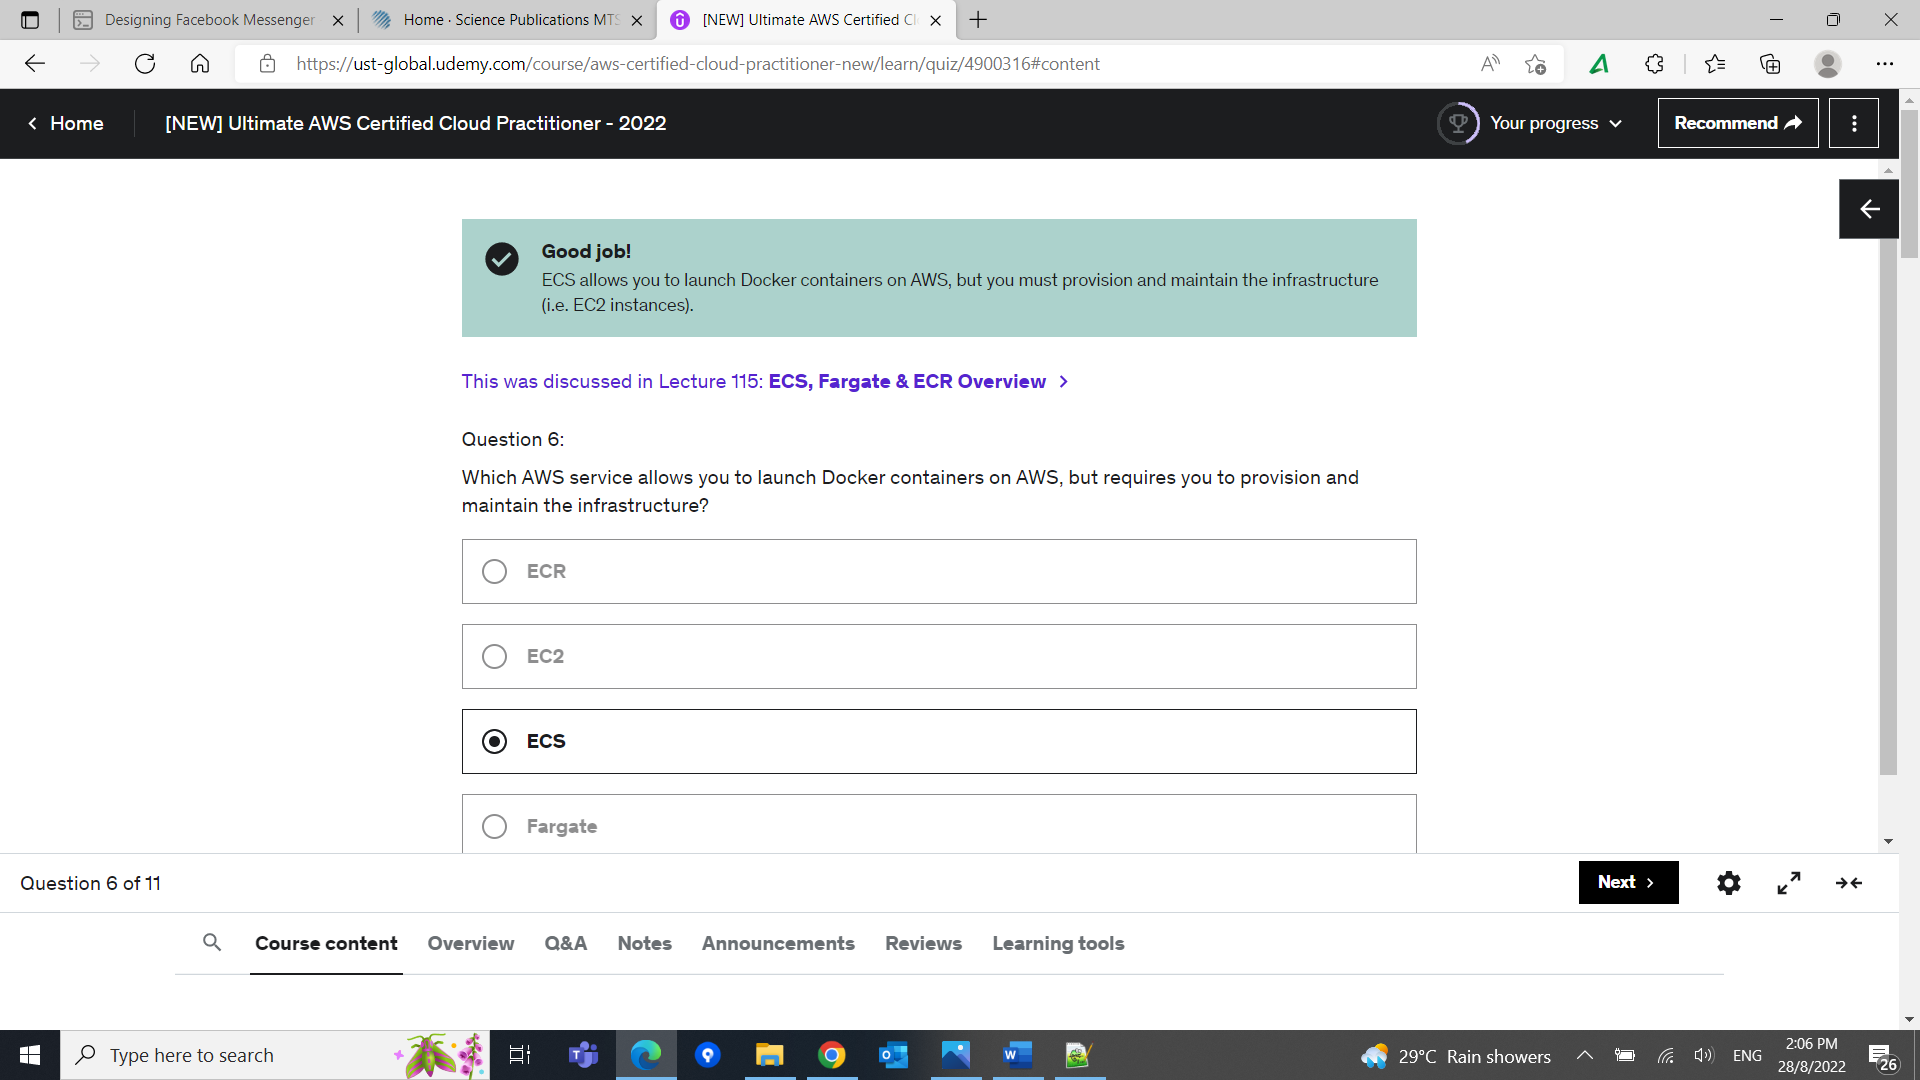 Designing Facebook Messenger
Home · Science Publications MTS
[NEW] Ultimate AWS Certified Cl
https://ust-global.udemy.com/course/aws-certified-cloud-practitioner-new/learn/quiz/4900316#content
Home
[NEW] Ultimate AWS Certified Cloud Practitioner - 2022
Your progress
Recommend
Good job!
ECS allows you to launch Docker containers on AWS, but you must provision and maintain the infrastructure
(i.e. EC2 instances).
This was discussed in Lecture 115: ECS, Fargate & ECR Overview
Question 6:
Which AWS service allows you to launch Docker containers on AWS, but requires you to provision and
maintain the infrastructure?
ECR
EC2
ECS
Fargate
Question 6 of 11
Next
Course content Overview Q&A Notes Announcements Reviews Learning tools
Type here to search
29°C Rain showers
ENG
2:06 PM
28/8/2022
26